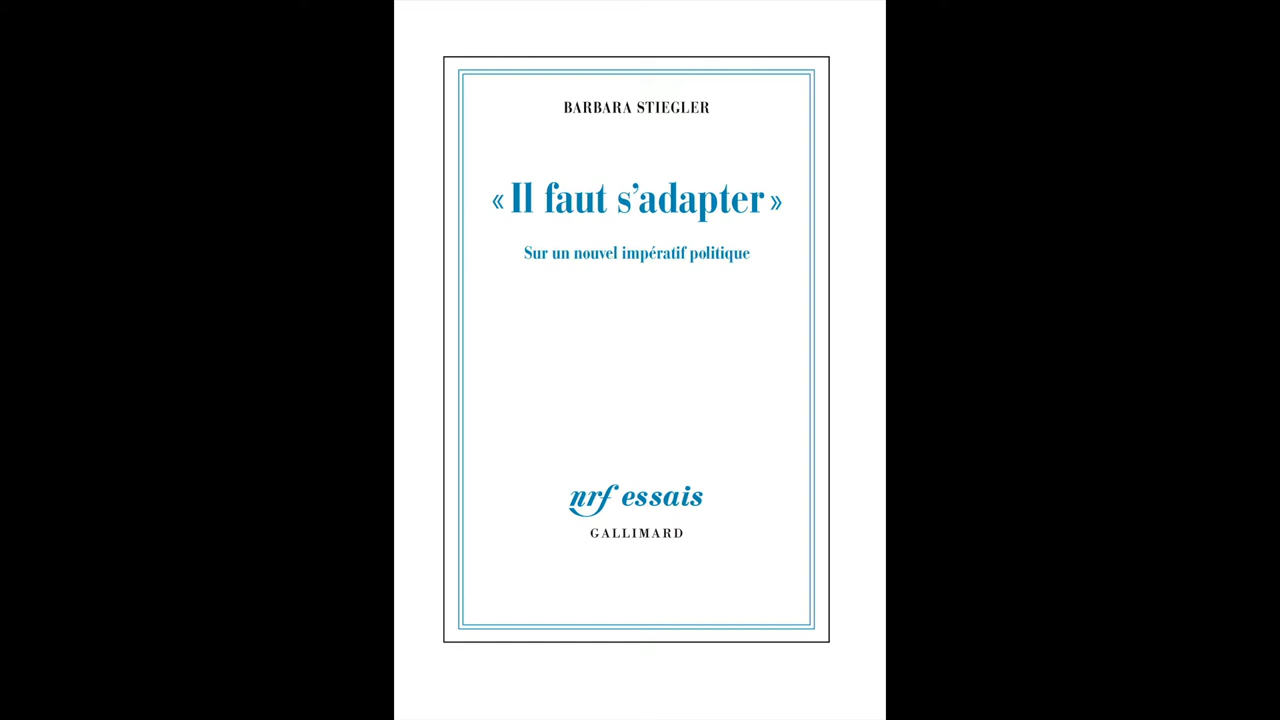 BARBARA STIEGLER
« Il faut s’adapter »
Sur un nouvel impératif politique
nrf essais
GALLIMARD